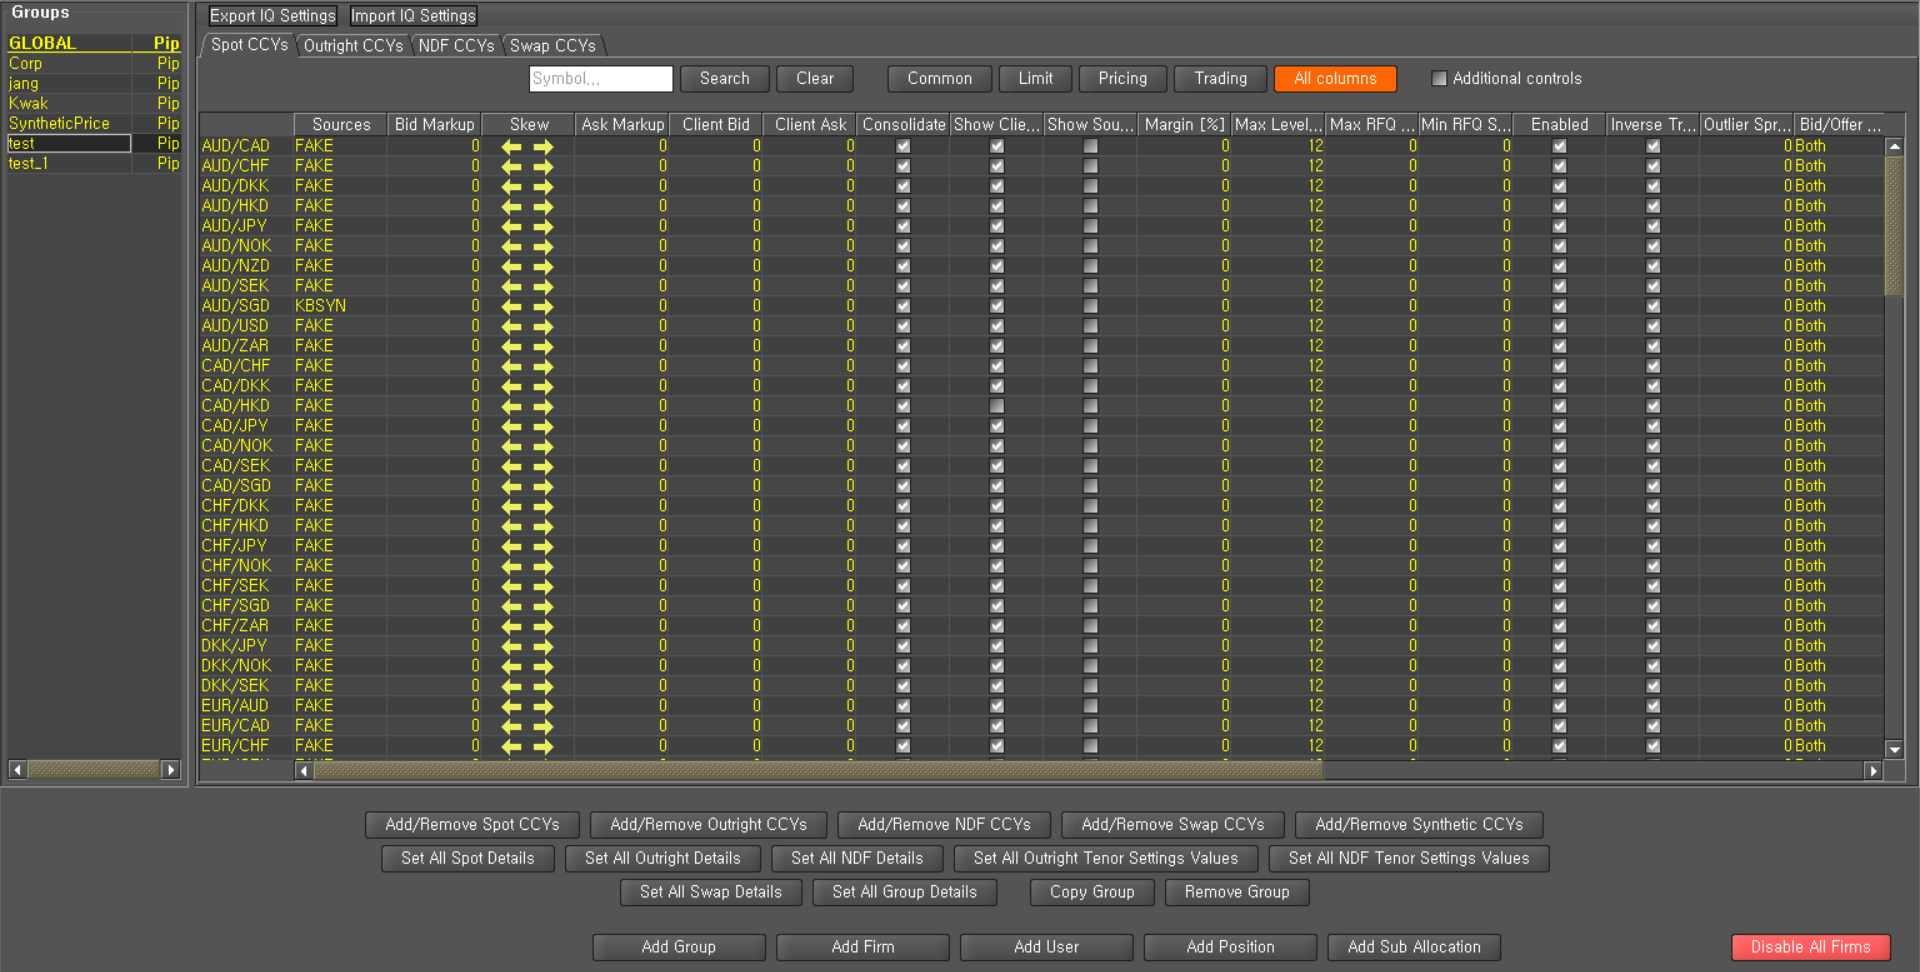 Groups
GLOBAL Pip
Corp Pip
jang Pip
Kwak Pip
SyntheticPrice Pip
test Pip
test_1 Pip
Export IQ Settings Import IQ Settings
Spot CCYs Outright CCYs NDF CCYs Swap CCYs
Symbol... Search Clear Common Limit Pricing Trading All columns Additional controls
Sources Bid Markup Skew Ask Markup Client Bid Client Ask Consolidate Show Clie... Show Sou... Margin [%] Max Level... Max RFQ ... Min RFQ S... Enabled Inverse Tr... Outlier Spr... Bid/Offer ...
AUD/CAD FAKE 0 0 0 0 0 12 0 0 0 Both
AUD/CHF FAKE 0 0 0 0 0 12 0 0 0 Both
AUD/DKK FAKE 0 0 0 0 0 12 0 0 0 Both
AUD/HKD FAKE 0 0 0 0 0 12 0 0 0 Both
AUD/JPY FAKE 0 0 0 0 0 12 0 0 0 Both
AUD/NOK FAKE 0 0 0 0 0 12 0 0 0 Both
AUD/NZD FAKE 0 0 0 0 0 12 0 0 0 Both
AUD/SEK FAKE 0 0 0 0 0 12 0 0 0 Both
AUD/SGD KBSYN 0 0 0 0 0 12 0 0 0 Both
AUD/USD FAKE 0 0 0 0 0 12 0 0 0 Both
AUD/ZAR FAKE 0 0 0 0 0 12 0 0 0 Both
CAD/CHF FAKE 0 0 0 0 0 12 0 0 0 Both
CAD/DKK FAKE 0 0 0 0 0 12 0 0 0 Both
CAD/HKD FAKE 0 0 0 0 0 12 0 0 0 Both
CAD/JPY FAKE 0 0 0 0 0 12 0 0 0 Both
CAD/NOK FAKE 0 0 0 0 0 12 0 0 0 Both
CAD/SEK FAKE 0 0 0 0 0 12 0 0 0 Both
CAD/SGD FAKE 0 0 0 0 0 12 0 0 0 Both
CHF/DKK FAKE 0 0 0 0 0 12 0 0 0 Both
CHF/HKD FAKE 0 0 0 0 0 12 0 0 0 Both
CHF/JPY FAKE 0 0 0 0 0 12 0 0 0 Both
CHF/NOK FAKE 0 0 0 0 0 12 0 0 0 Both
CHF/SEK FAKE 0 0 0 0 0 12 0 0 0 Both
CHF/SGD FAKE 0 0 0 0 0 12 0 0 0 Both
CHF/ZAR FAKE 0 0 0 0 0 12 0 0 0 Both
DKK/JPY FAKE 0 0 0 0 0 12 0 0 0 Both
DKK/NOK FAKE 0 0 0 0 0 12 0 0 0 Both
DKK/SEK FAKE 0 0 0 0 0 12 0 0 0 Both
EUR/AUD FAKE 0 0 0 0 0 12 0 0 0 Both
EUR/CAD FAKE 0 0 0 0 0 12 0 0 0 Both
EUR/CHF FAKE 0 0 0 0 0 12 0 0 0 Both
Add/Remove Spot CCYs Add/Remove Outright CCYs Add/Remove NDF CCYs Add/Remove Swap CCYs Add/Remove Synthetic CCYs
Set All Spot Details Set All Outright Details Set All NDF Details Set All Outright Tenor Settings Values Set All NDF Tenor Settings Values
Set All Swap Details Set All Group Details Copy Group Remove Group
Add Group Add Firm Add User Add Position Add Sub Allocation Disable All Firms